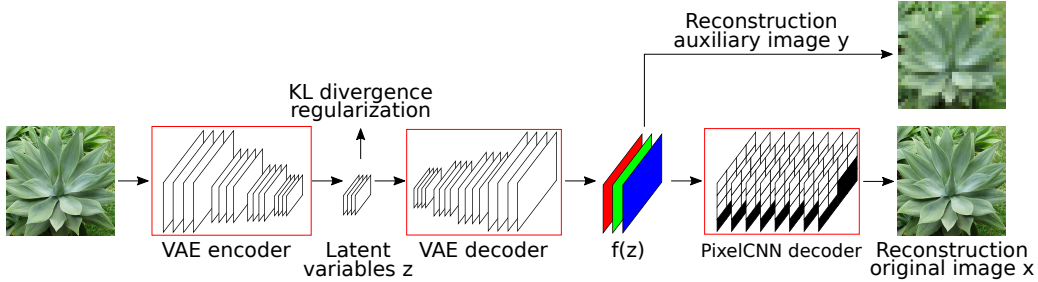 Reconstruction
auxiliary image y
KL divergence
regularization
VAE encoder
Latent
variables z
VAE decoder
f(z)
PixelCNN decoder
Reconstruction
original image x